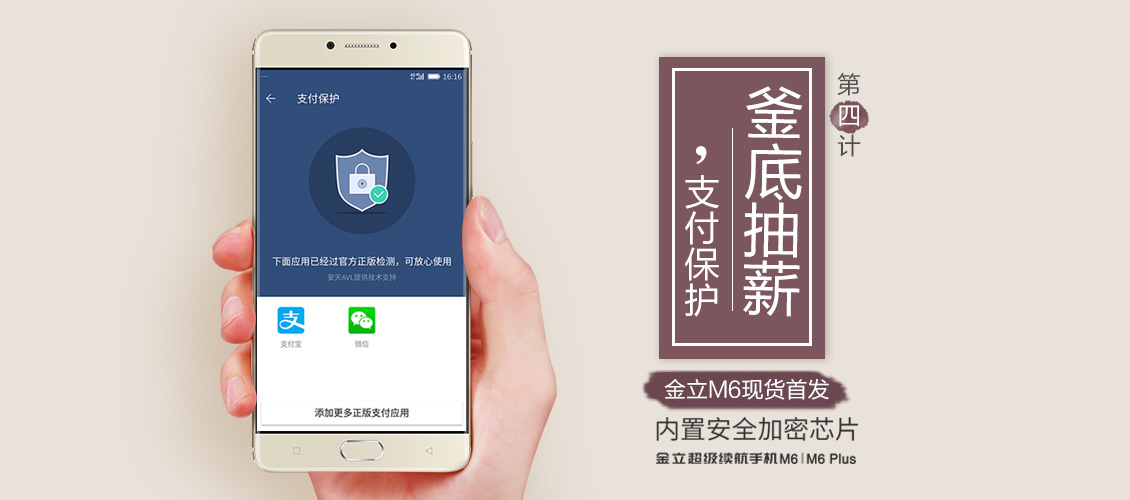 16:16
支付保护
下面应用已经过官方正版检测，可放心使用
安天AVL提供技术支持
支付宝
微信
添加更多正版支付应用
第四计
釜底抽薪
，支付保护
金立M6现货首发
内置安全加密芯片
金立超级续航手机M6|M6 Plus